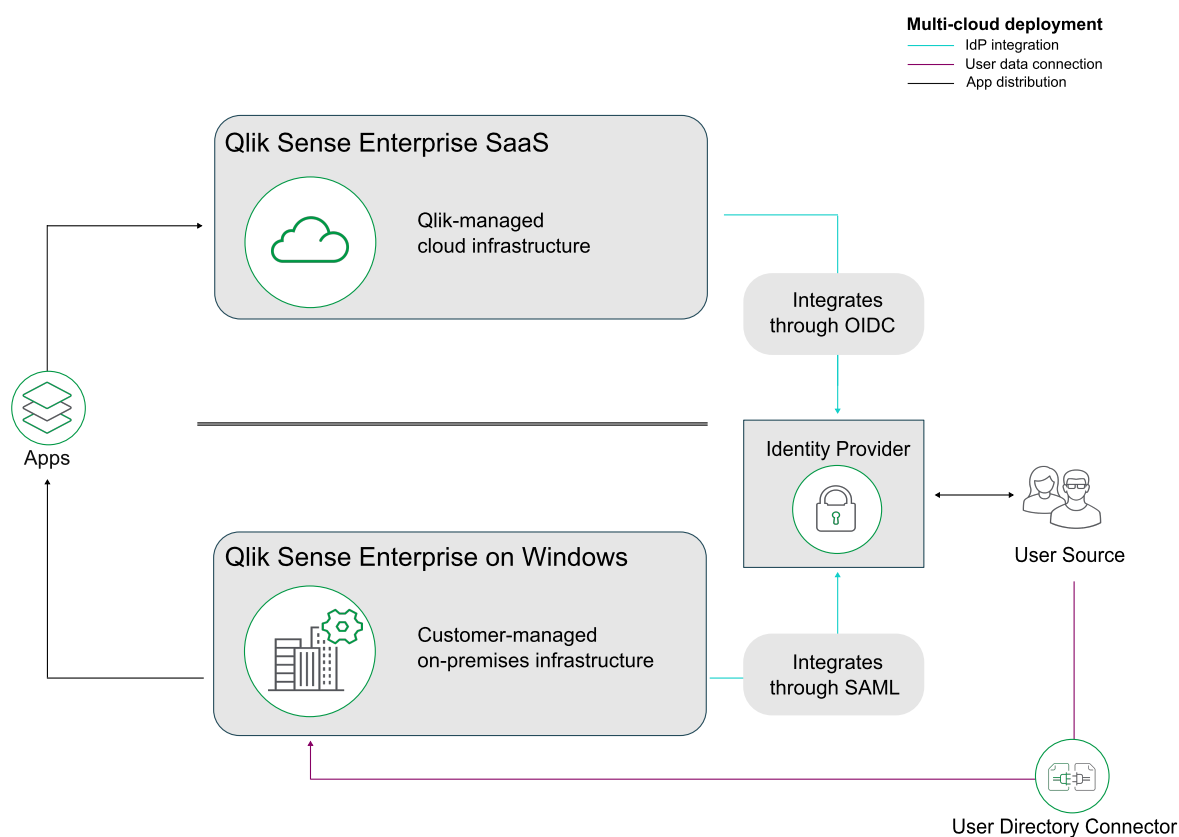 Multi-cloud deployment
IdP integration
User data connection
App distribution
Qlik Sense Enterprise SaaS
Qlik-managed
cloud infrastructure
Integrates
through OIDC
Apps
Identity Provider
User Source
Qlik Sense Enterprise on Windows
Customer-managed
on-premises infrastructure
Integrates
through SAML
User Directory Connector